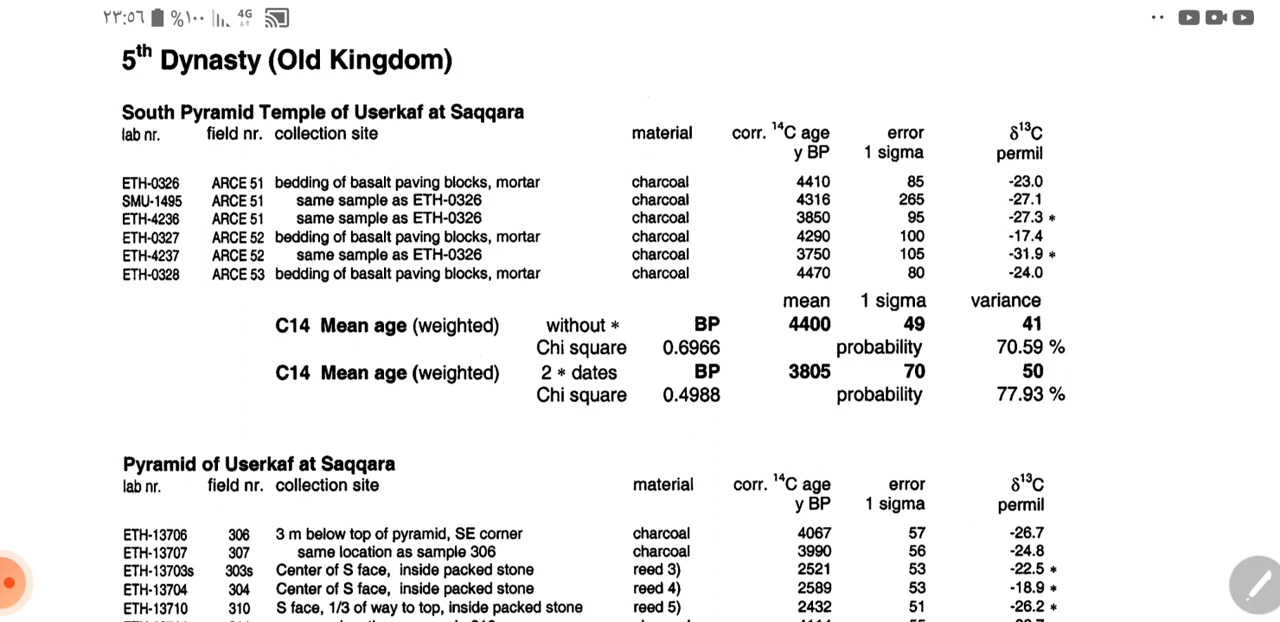 ٢٣:٥٦ %١٠٠ 4G
5th Dynasty (Old Kingdom)
South Pyramid Temple of Userkaf at Saqqara
lab nr. field nr. collection site material corr. 14C age error δ13C
y BP 1 sigma permil
ETH-0326 ARCE 51 bedding of basalt paving blocks, mortar charcoal 4410 85 -23.0
SMU-1495 ARCE 51 same sample as ETH-0326 charcoal 4316 265 -27.1
ETH-4236 ARCE 51 same sample as ETH-0326 charcoal 3850 95 -27.3 *
ETH-0327 ARCE 52 bedding of basalt paving blocks, mortar charcoal 4290 100 -17.4
ETH-4237 ARCE 52 same sample as ETH-0326 charcoal 3750 105 -31.9 *
ETH-0328 ARCE 53 bedding of basalt paving blocks, mortar charcoal 4470 80 -24.0
mean 1 sigma variance
C14 Mean age (weighted) without * BP 4400 49 41
Chi square 0.6966 probability 70.59 %
C14 Mean age (weighted) 2 * dates BP 3805 70 50
Chi square 0.4988 probability 77.93 %
Pyramid of Userkaf at Saqqara
lab nr. field nr. collection site material corr. 14C age error δ13C
y BP 1 sigma permil
ETH-13706 306 3 m below top of pyramid, SE corner charcoal 4067 57 -26.7
ETH-13707 307 same location as sample 306 charcoal 3990 56 -24.8
ETH-13703s 303s Center of S face, inside packed stone reed 3) 2521 53 -22.5 *
ETH-13704 304 Center of S face, inside packed stone reed 4) 2589 53 -18.9 *
ETH-13710 310 S face, 1/3 of way to top, inside packed stone reed 5) 2432 51 -26.2 *